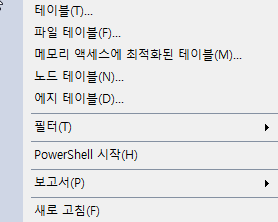 테이블(T)...
파일 테이블(F)...
메모리 액세스에 최적화된 테이블(M)...
노드 테이블(N)...
에지 테이블(D)...
필터(T)
PowerShell 시작(H)
보고서(P)
새로 고침(F)